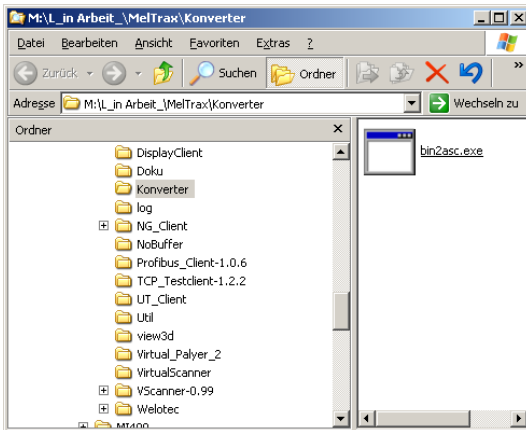 M:\L_in Arbeit_\MelTrax\Konverter
Datei Bearbeiten Ansicht Favoriten Extras ?
Zurück Suchen Ordner »
Adresse M:\L_in Arbeit_\MelTrax\Konverter Wechseln zu
Ordner x
bin2asc.exe
DisplayClient
Doku
Konverter
log
NG_Client
NoBuffer
Profibus_Client-1.0.6
TCP_Testclient-1.2.2
UT_Client
Util
view3d
Virtual_Palyer_2
VirtualScanner
VScanner-0.99
Welotec
MI400